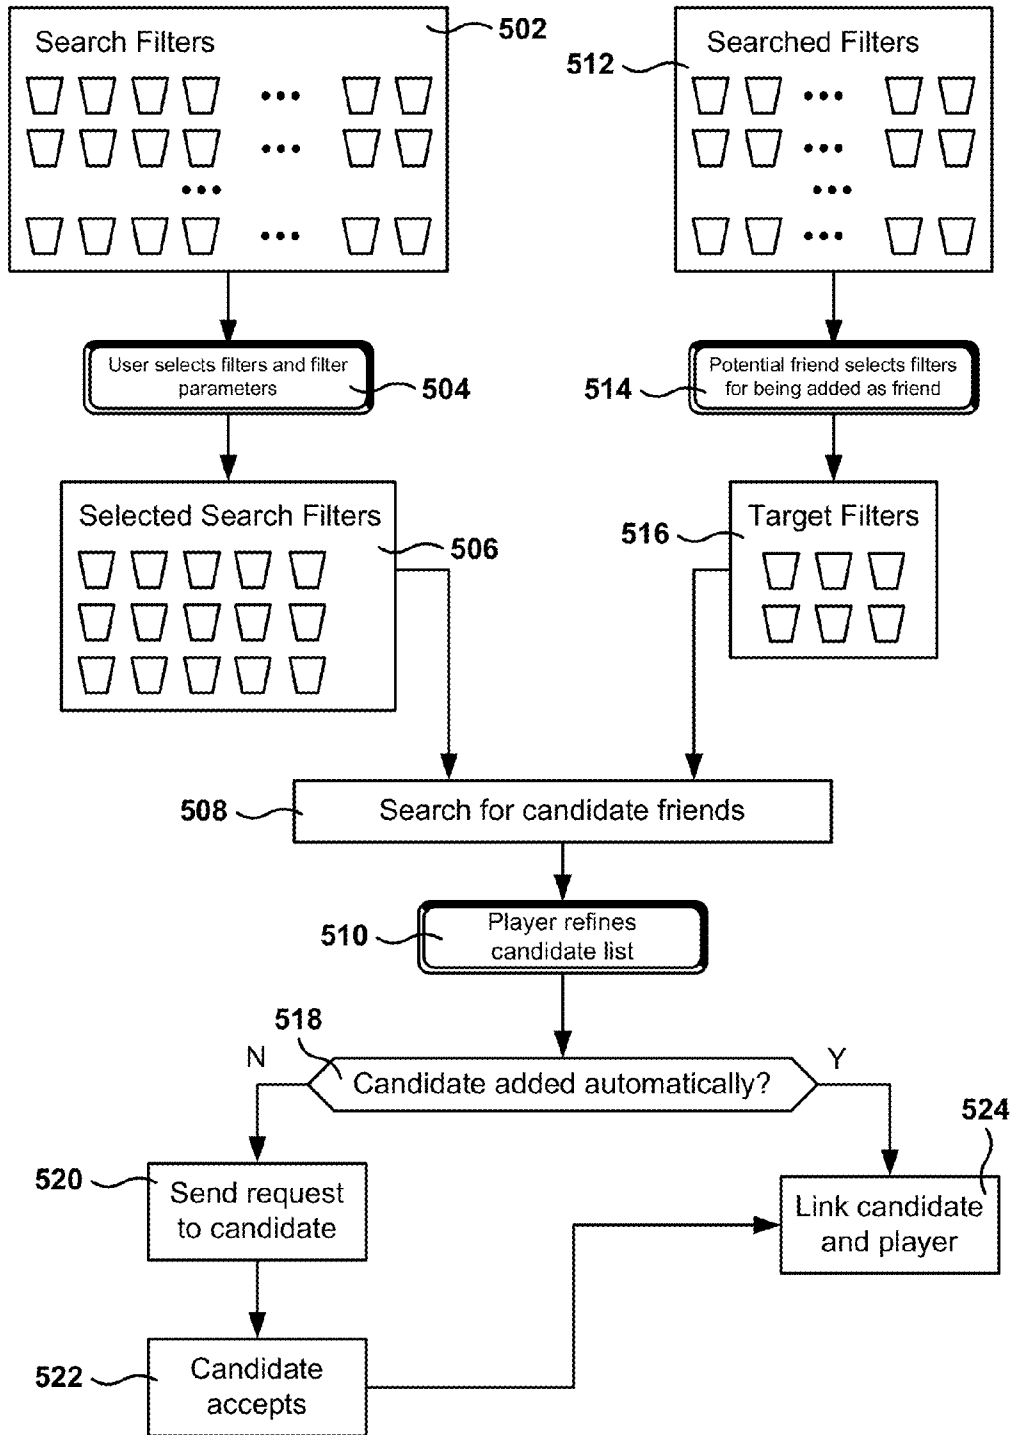 Search Filters
502
Searched Filters
512
User selects filters and filter
parameters
504
Potential friend selects filters
for being added as friend
514
Selected Search Filters
506
Target Filters
516
508
Search for candidate friends
510
Player refines
candidate list
518
N
Candidate added automatically?
Y
520
Send request
to candidate
524
Link candidate
and player
522
Candidate
accepts